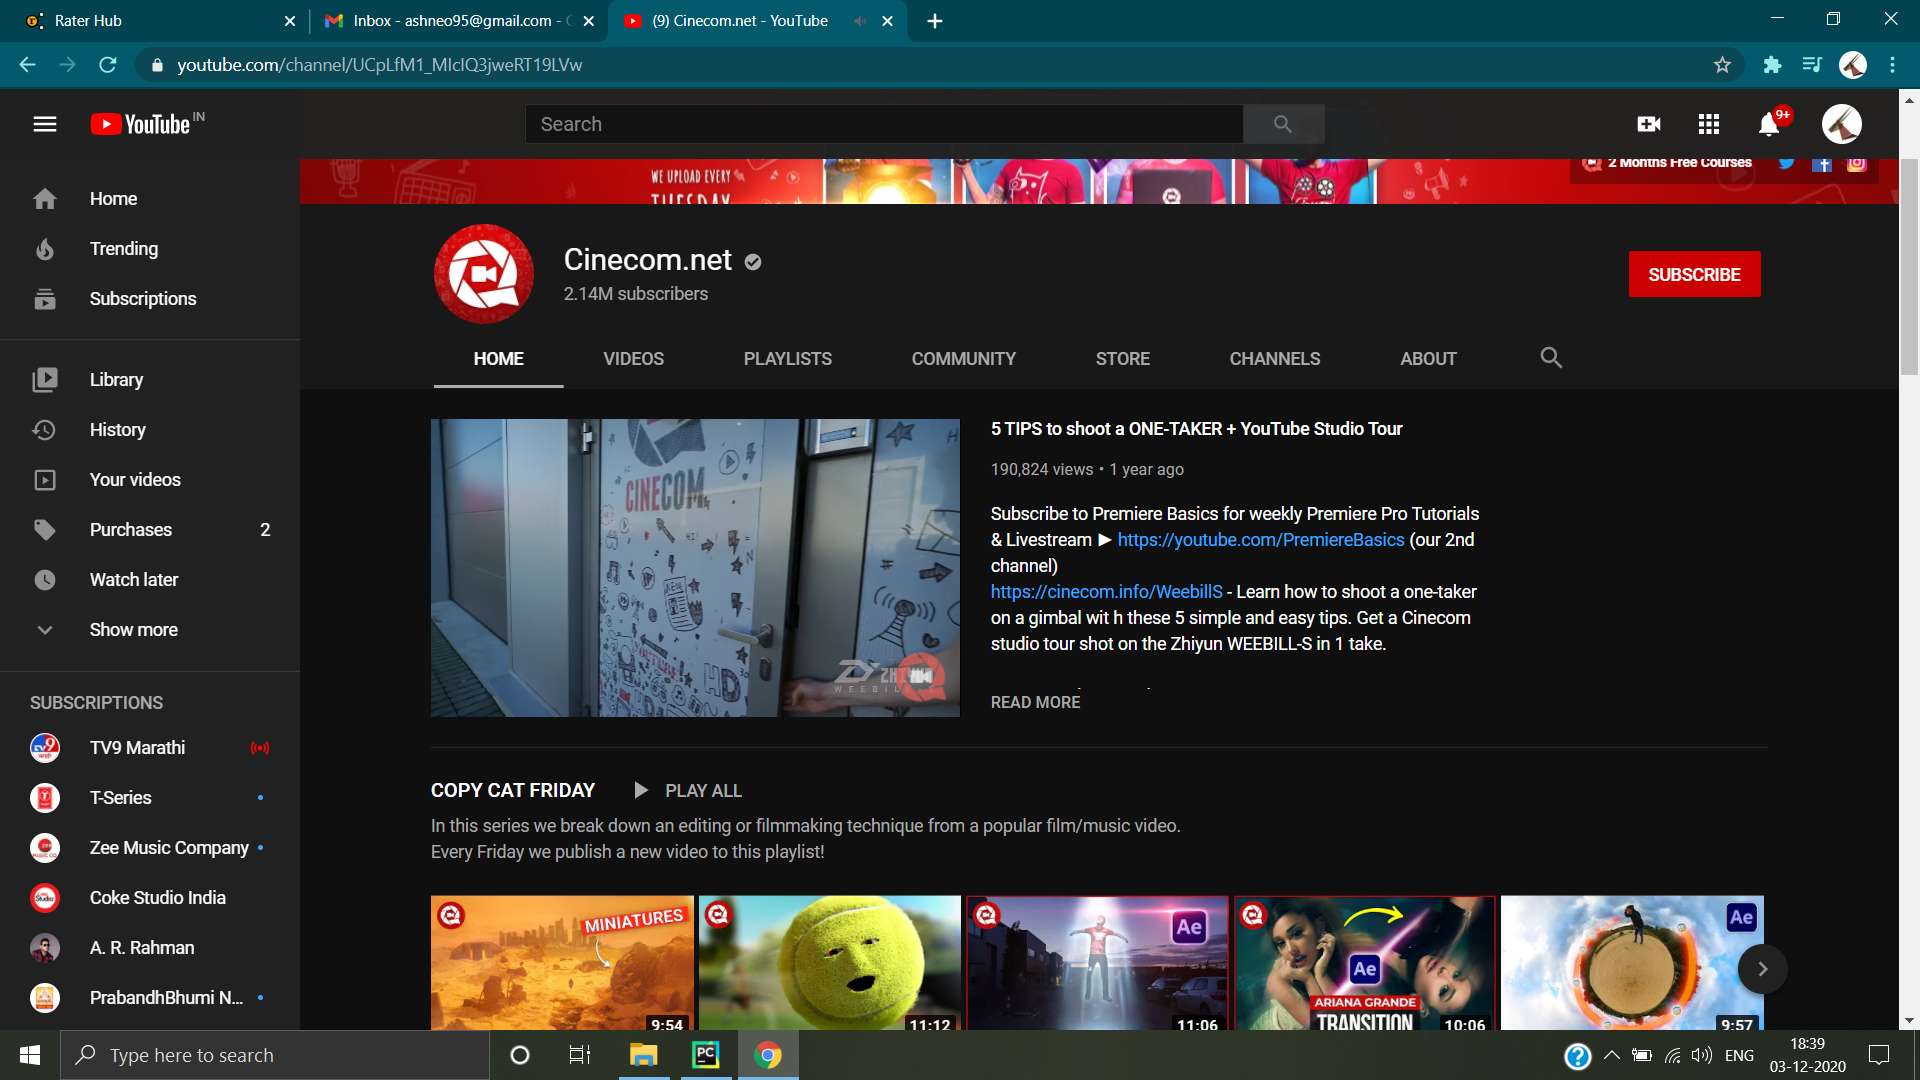 Rater Hub
Inbox - ashneo95@gmail.com -
(9) Cinecom.net - YouTube
youtube.com/channel/UCpLfM1_MIcIQ3jweRT19LVw
YouTube IN
Search
9+
WE UPLOAD EVERY
TUESDAY
2 Months Free Courses
Home
Trending
Subscriptions
Library
History
Your videos
Purchases 2
Watch later
Show more
SUBSCRIPTIONS
TV9 Marathi
T-Series
Zee Music Company
Coke Studio India
A. R. Rahman
PrabandhBhumi N...
Cinecom.net
2.14M subscribers
SUBSCRIBE
HOME VIDEOS PLAYLISTS COMMUNITY STORE CHANNELS ABOUT
CINECOM
HD
5 TIPS to shoot a ONE-TAKER + YouTube Studio Tour
190,824 views • 1 year ago
Subscribe to Premiere Basics for weekly Premiere Pro Tutorials
& Livestream ► https://youtube.com/PremiereBasics (our 2nd
channel)
https://cinecom.info/WeebillS - Learn how to shoot a one-taker
on a gimbal wit h these 5 simple and easy tips. Get a Cinecom
studio tour shot on the Zhiyun WEEBILL-S in 1 take.
READ MORE
COPY CAT FRIDAY PLAY ALL
In this series we break down an editing or filmmaking technique from a popular film/music video.
Every Friday we publish a new video to this playlist!
MINIATURES
9:54
11:12
Ae
11:06
Ae
ARIANA GRANDE
TRANSITION
10:06
Ae
9:57
Type here to search
PC
ENG
18:39
03-12-2020